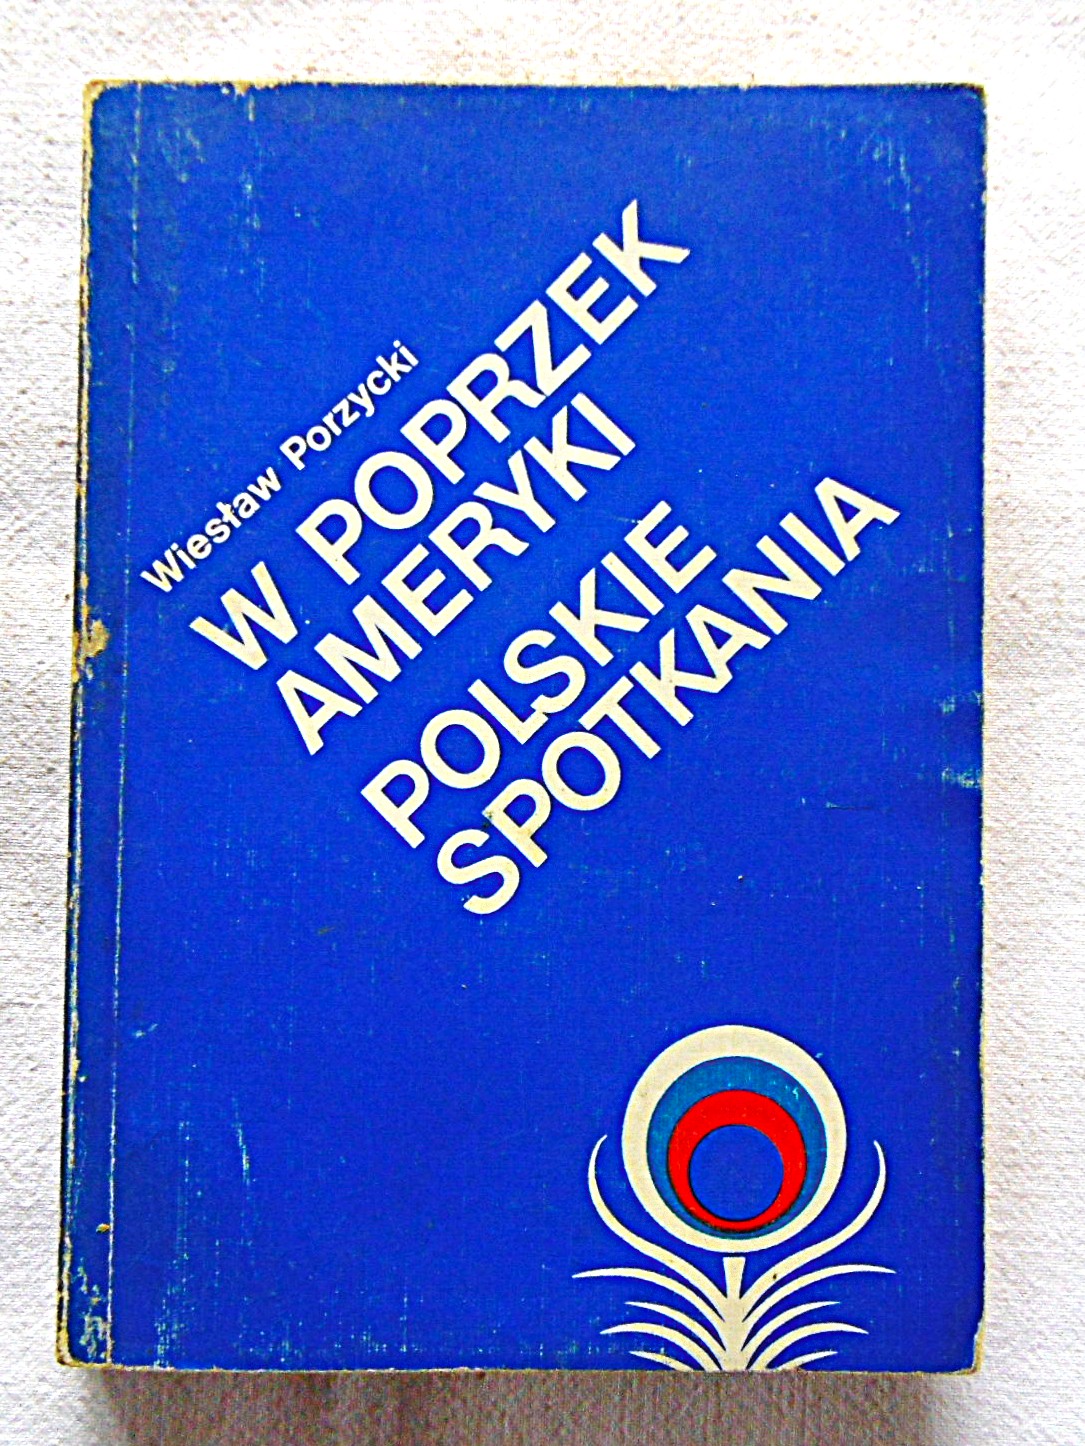 Wiesław Porzycki
W POPRZEK
AMERYKI
POLSKIE
SPOTKANIA